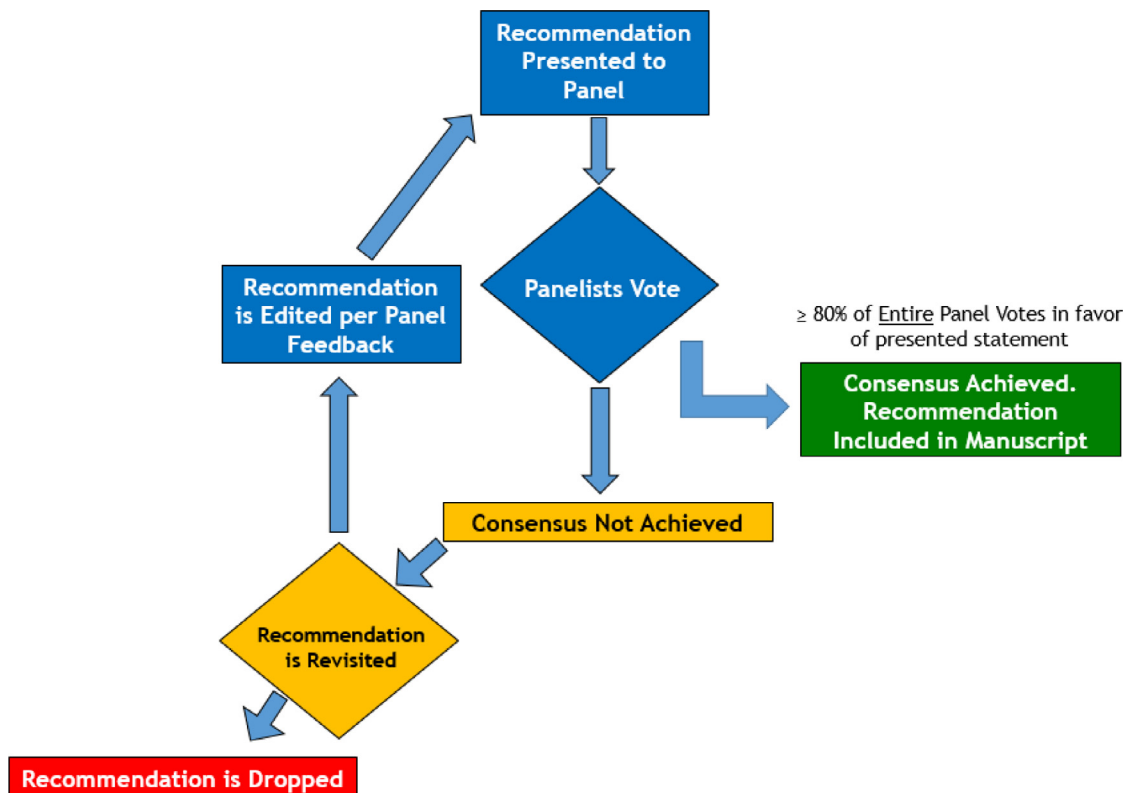 Recommendation
Presented to
Panel
Recommendation
is Edited per Panel
Feedback
Panelists Vote
≥ 80% of Entire Panel Votes in favor
of presented statement
Consensus Achieved.
Recommendation
Included in Manuscript
Consensus Not Achieved
Recommendation
is Revisited
Recommendation is Dropped